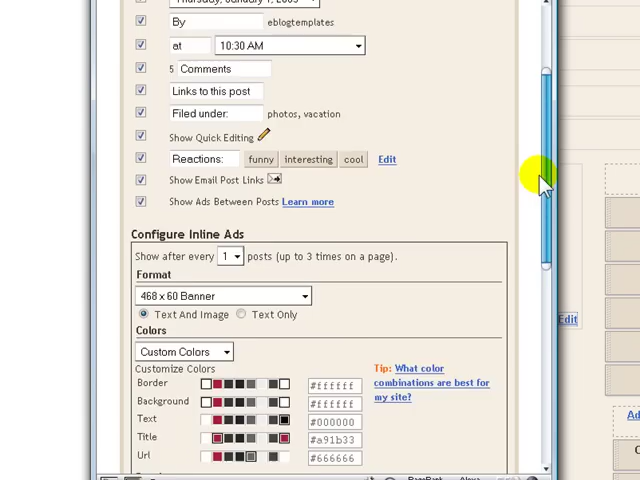 By eblogtemplates
at 10:30 AM
5 Comments
Links to this post
Filed under: photos, vacation
Show Quick Editing
Reactions: funny interesting cool Edit
Show Email Post Links
Show Ads Between Posts Learn more
Configure Inline Ads
Show after every 1 posts (up to 3 times on a page).
Format
468 x 60 Banner
Text And Image Text Only
Edit
Colors
Custom Colors
Customize Colors
Tip: What color
combinations are best for
my site?
Border #ffffff
Background #ffffff
Text #000000
Title #a91b33
Url #666666